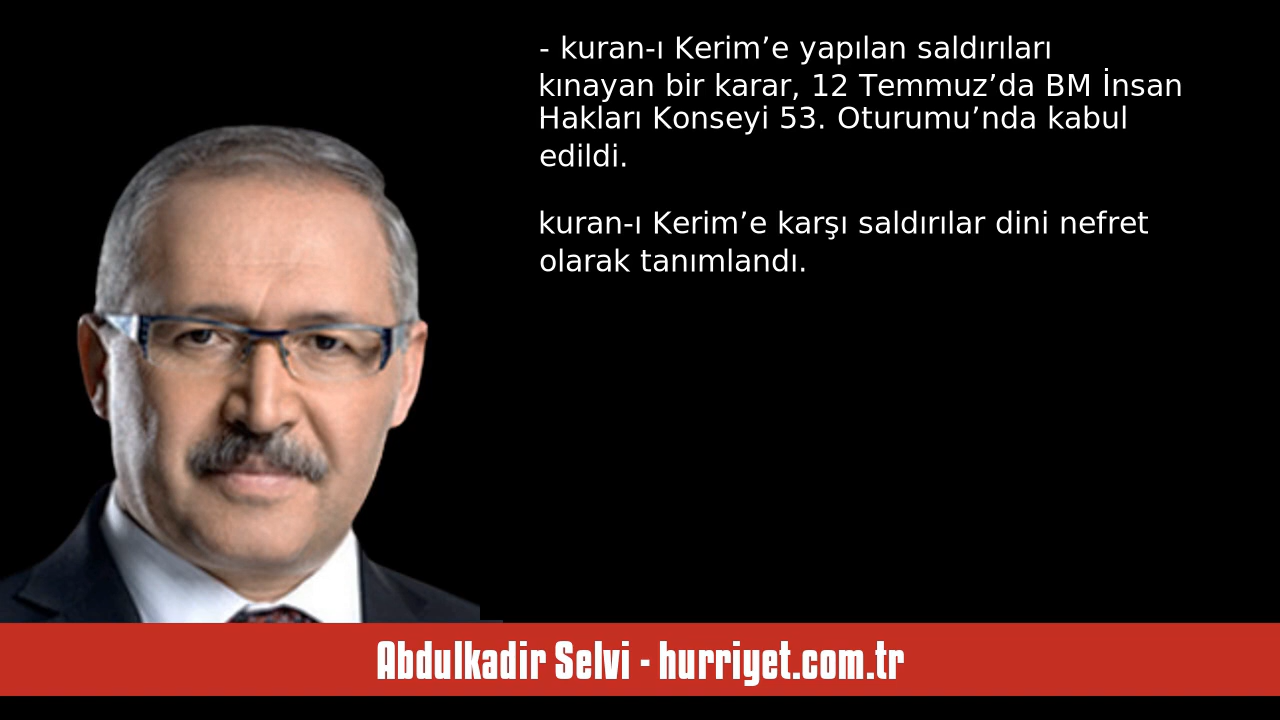 - kuran-ı Kerim’e yapılan saldırıları
kınayan bir karar, 12 Temmuz’da BM İnsan
Hakları Konseyi 53. Oturumu’nda kabul
edildi.
kuran-ı Kerim’e karşı saldırılar dini nefret
olarak tanımlandı.
Abdulkadir Selvi - hurriyet.com.tr